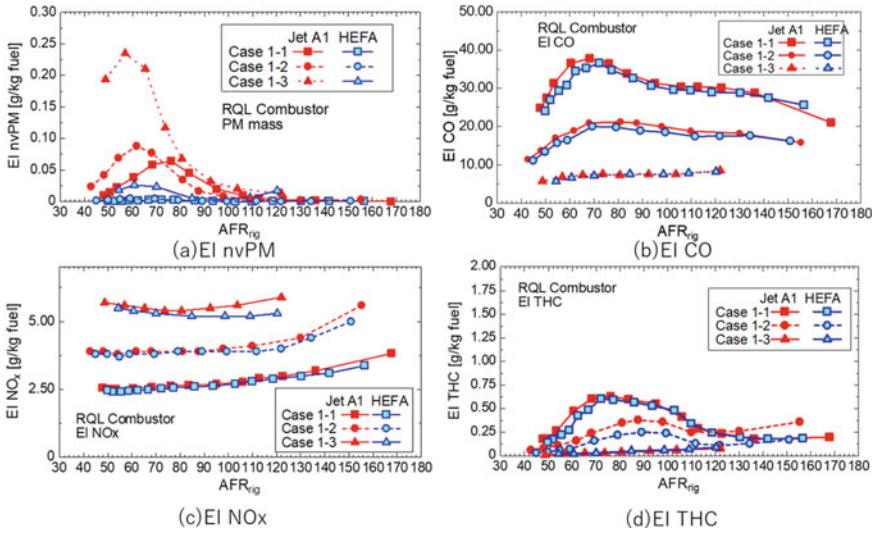 0.30
0.25
0.20
0.15
0.10
0.05
0
EI nvPM [g/kg fuel]
Jet A1 HEFA
Case 1-1
Case 1-2
Case 1-3
RQL Combustor
PM mass
30 40 50 60 70 80 90 100 110 120 130 140 150 160 170 180
AFRrig
(a)EI nvPM
50.00
40.00
30.00
20.00
10.00
0.00
EI CO [g/kg fuel]
RQL Combustor
EI CO
Jet A1 HEFA
Case 1-1
Case 1-2
Case 1-3
30 40 50 60 70 80 90 100 110 120 130 140 150 160 170 180
AFRrig
(b)EI CO
5.00
2.50
0
EI NOx [g/kg fuel]
RQL Combustor
EI NOx
Jet A1 HEFA
Case 1-1
Case 1-2
Case 1-3
30 40 50 60 70 80 90 100 110 120 130 140 150 160 170 180
AFRrig
(c)EI NOx
2.00
1.75
1.50
1.25
1.0
0.75
0.50
0.25
0
EI THC [g/kg fuel]
RQL Combustor
EI THC
Jet A1 HEFA
Case 1-1
Case 1-2
Case 1-3
30 40 50 60 70 80 90 100 110 120 130 140 150 160 170 180
AFRrig
(d)EI THC